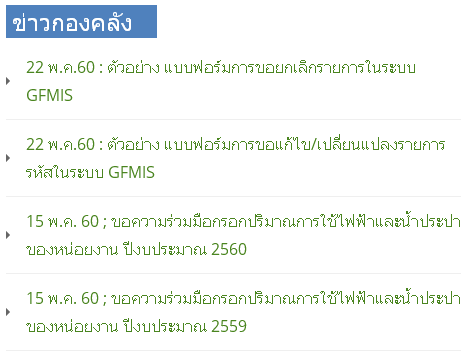 ข่าวกองคลัง
22 พ.ค.60 : ตัวอย่าง แบบฟอร์มการขอยกเลิกรายการในระบบ
GFMIS
22 พ.ค.60 : ตัวอย่าง แบบฟอร์มการขอแก้ไข/เปลี่ยนแปลงรายการ
รหัสในระบบ GFMIS
15 พ.ค. 60 ; ขอความร่วมมือกรอกปริมาณการใช้ไฟฟ้าและน้ำประปา
ของหน่อยงาน ปีงบประมาณ 2560
15 พ.ค. 60 ; ขอความร่วมมือกรอกปริมาณการใช้ไฟฟ้าและน้ำประปา
ของหน่อยงาน ปีงบประมาณ 2559